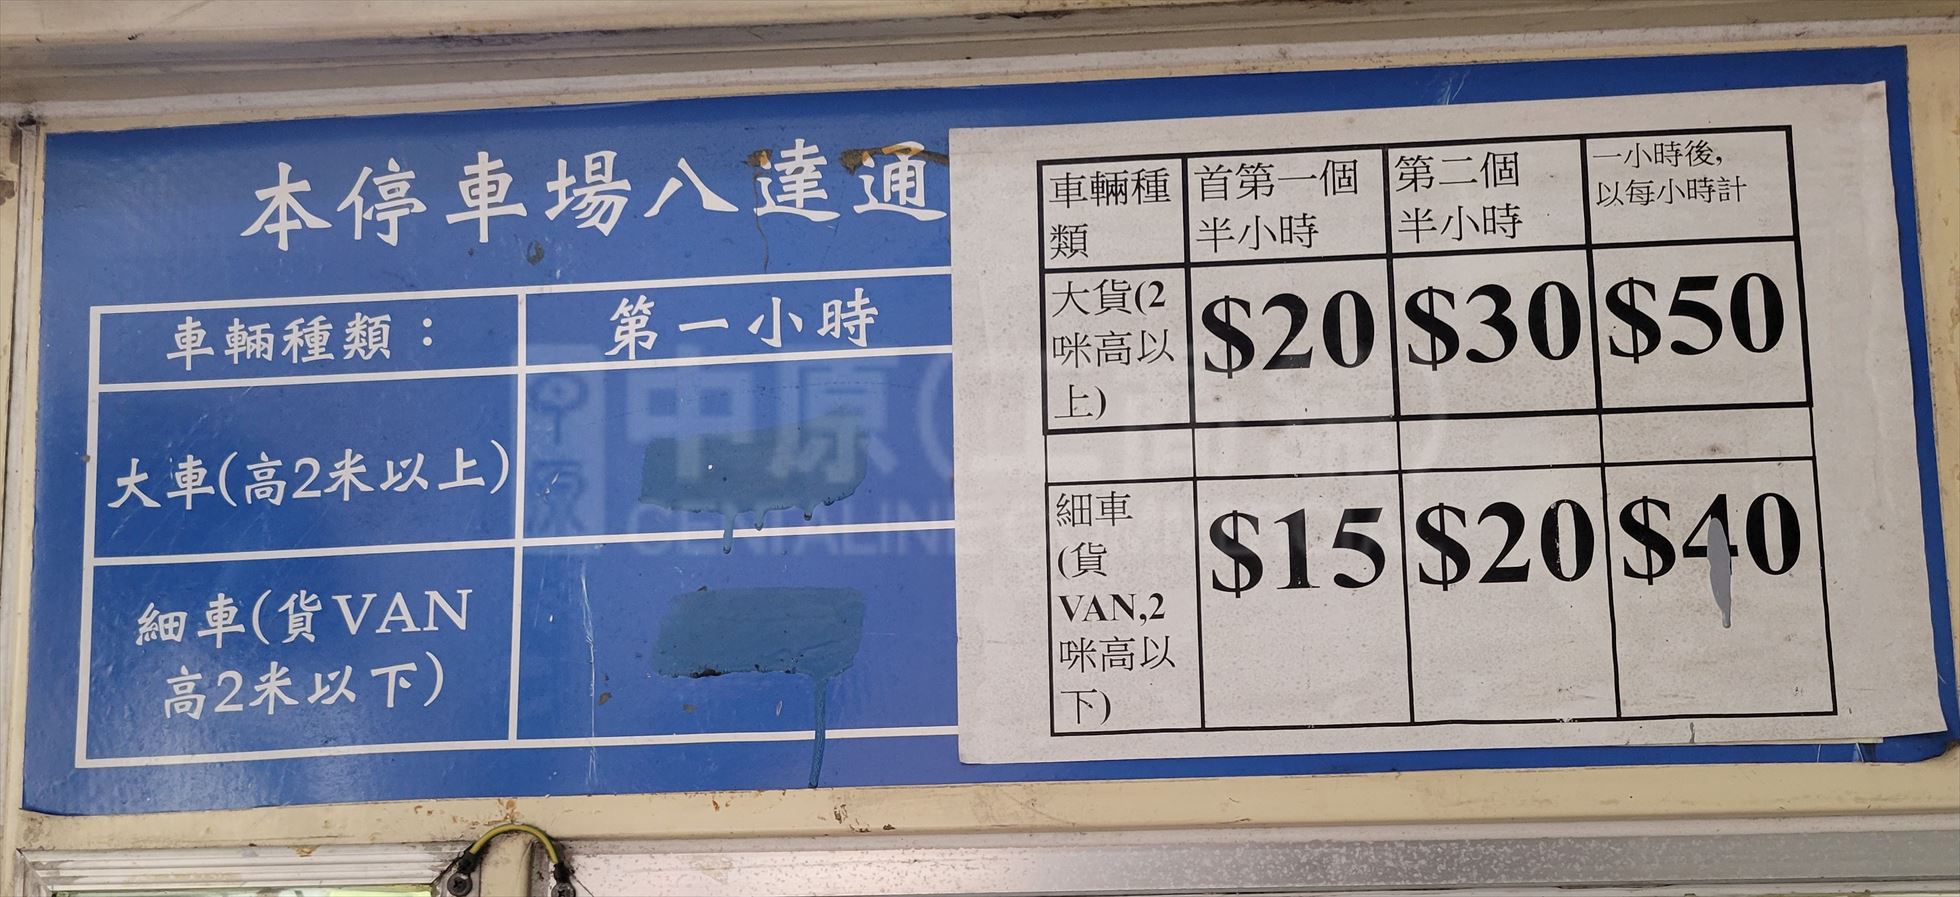 本停車場八達通
車輛種類：
第一小時
大車(高2米以上)
細車(貨VAN
高2米以下)
車輛種
類
首第一個
半小時
第二個
半小時
一小時後,
以每小時計
大貨(2
咪高以
上)
$20
$30
$50
細車
(貨
VAN,2
咪高以
下)
$15
$20
$40
中原(